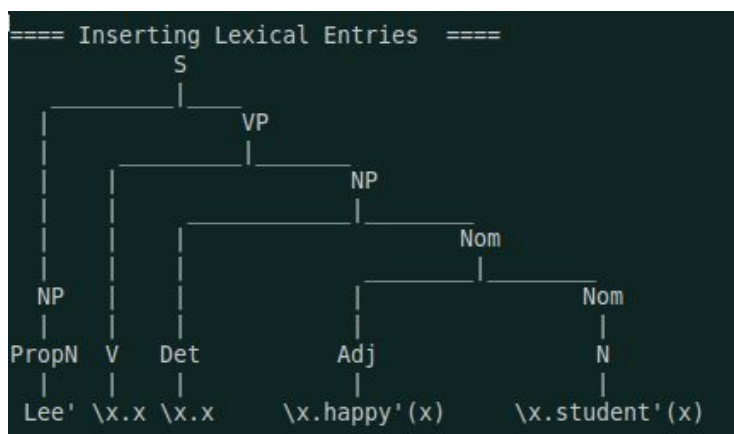 ==== Inserting Lexical Entries ====
S
VP
NP
Nom
NP Nom
PropN V Det Adj N
Lee' \x.x \x.x \x.happy'(x) \x.student'(x)